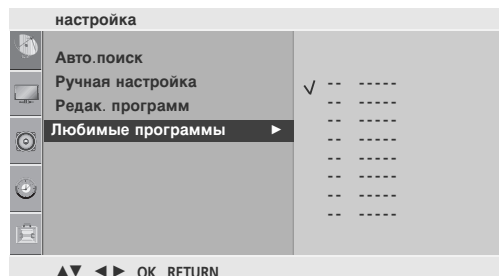 настройка
Авто.поиск
Ручная настройка
Редак. программ
Любимые программы ►
√ -- -----
-- -----
-- -----
-- -----
-- -----
-- -----
-- -----
-- -----
▲▼ ◄► OK RETURN